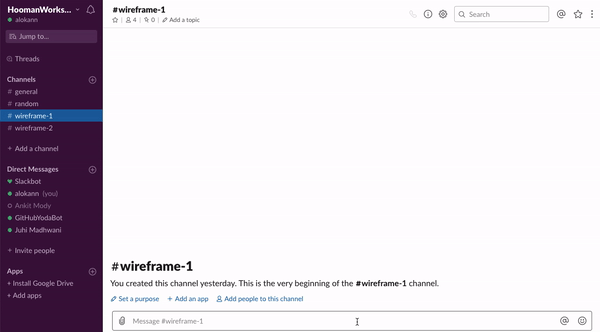 HoomanWorks...
alokann
Jump to...
Threads
Channels
# general
# random
# wireframe-1
# wireframe-2
+ Add a channel
Direct Messages
Slackbot
alokann (you)
Ankit Mody
GitHubYodaBot
Juhi Madhwani
+ Invite people
Apps
+ Install Google Drive
+ Add apps
#wireframe-1
4
0
Add a topic
Search
#wireframe-1
You created this channel yesterday. This is the very beginning of the #wireframe-1 channel.
Set a purpose + Add an app Add people to this channel
Message #wireframe-1